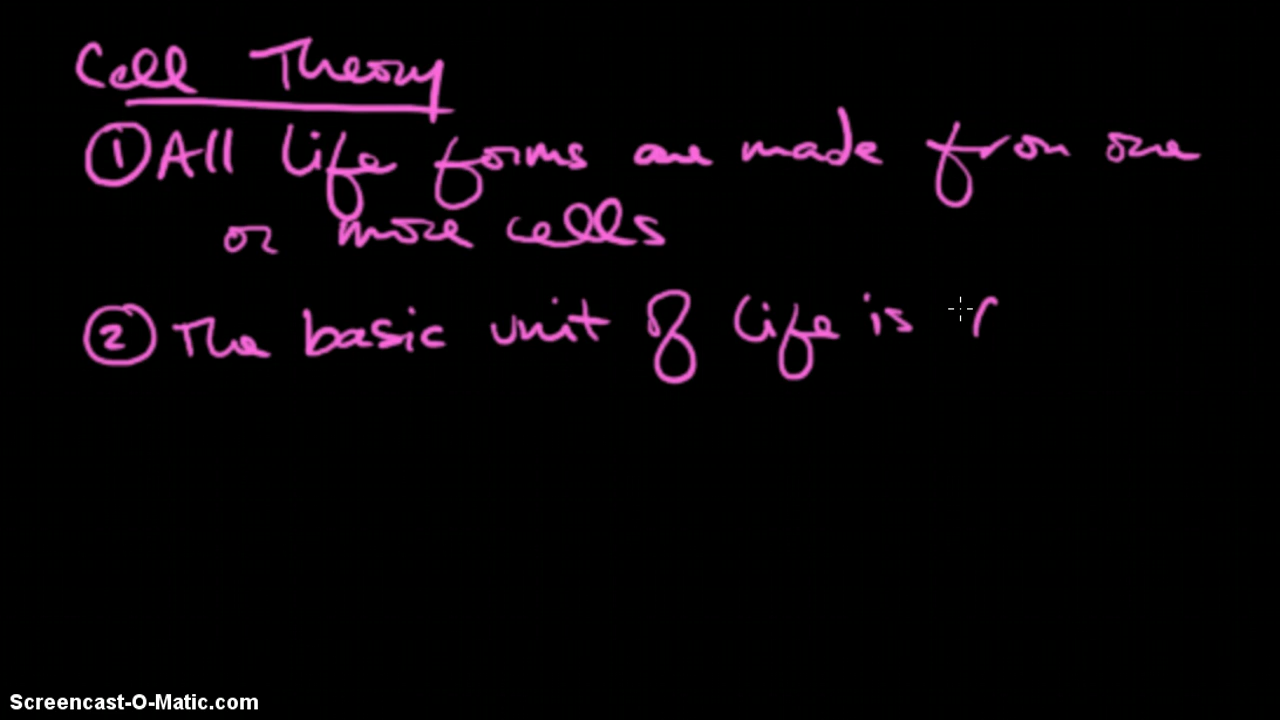 Cell Theory
① All life forms are made from one
or more cells
② The basic unit of life is
Screencast-O-Matic.com